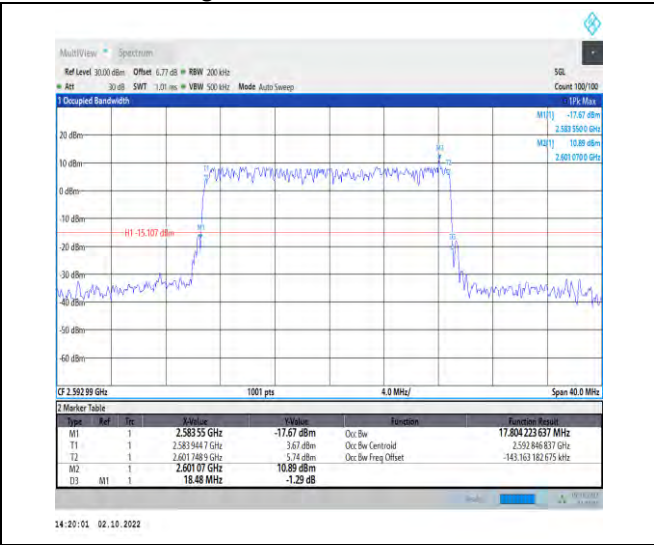 MultiView Spectrum
Ref Level 30.00 dBm Offset 6.77 dB RBW 200 kHz SGL
Att 30 dB SWT 1.01 ms VBW 500 kHz Mode Auto Sweep Count 100/100
1 Occupied Bandwidth 1Pk Max
M1[1] -17.67 dBm
2.583 5500 GHz
20 dBm M2[1] 10.89 dBm
2.601 0700 GHz
M2
T1 T2
10 dBm
0 dBm
-10 dBm
M1
H1 -15.107 dBm
D3
-20 dBm
-30 dBm
-40 dBm
-50 dBm
-60 dBm
CF 2.592 99 GHz 1001 pts 4.0 MHz/ Span 40.0 MHz
2 Marker Table
Type Ref Trc X-Value Y-Value Function Function Result
M1 1 2.583 55 GHz -17.67 dBm Occ Bw 17.804 223 637 MHz
T1 1 2.583 944 7 GHz 3.67 dBm Occ Bw Centroid 2.592 846 837 GHz
T2 1 2.601 748 9 GHz 5.74 dBm Occ Bw Freq Offset -143.163 182 675 kHz
M2 1 2.601 07 GHz 10.89 dBm
D3 M1 1 18.48 MHz -1.29 dB
14:20:01 02.10.2022